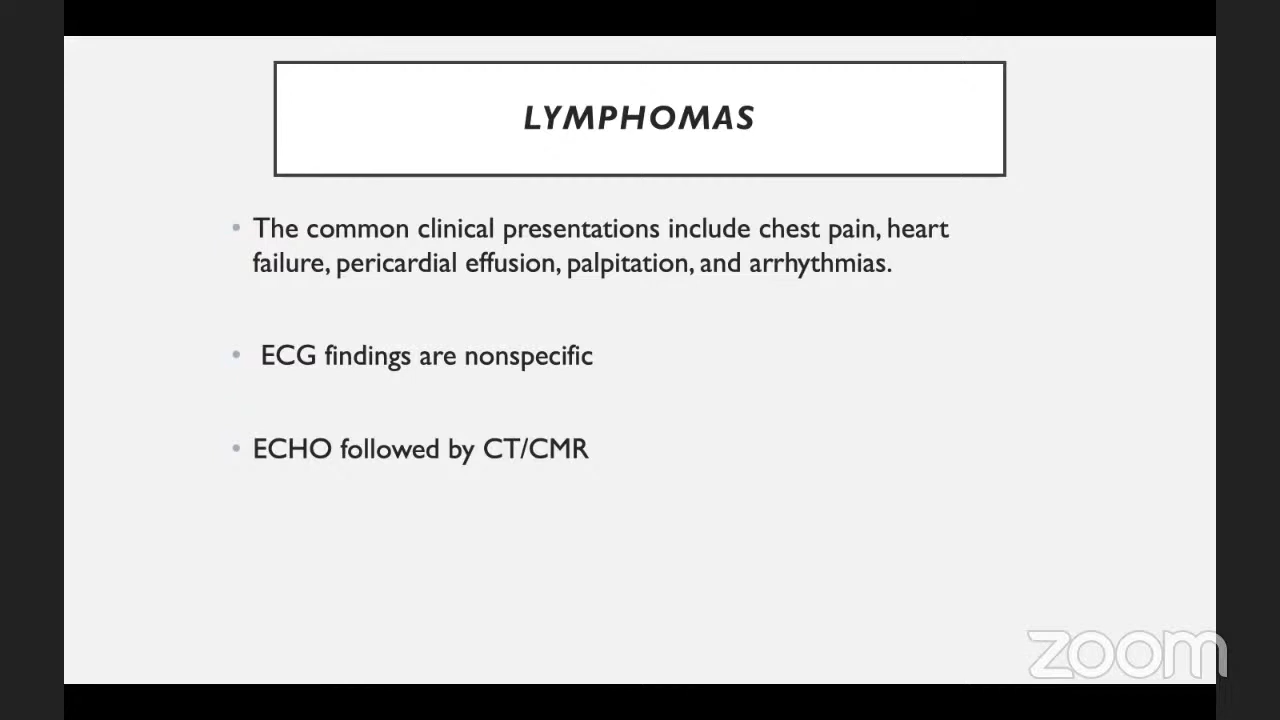 LYMPHOMAS
• The common clinical presentations include chest pain, heart
failure, pericardial effusion, palpitation, and arrhythmias.
• ECG findings are nonspecific
• ECHO followed by CT/CMR
zoom